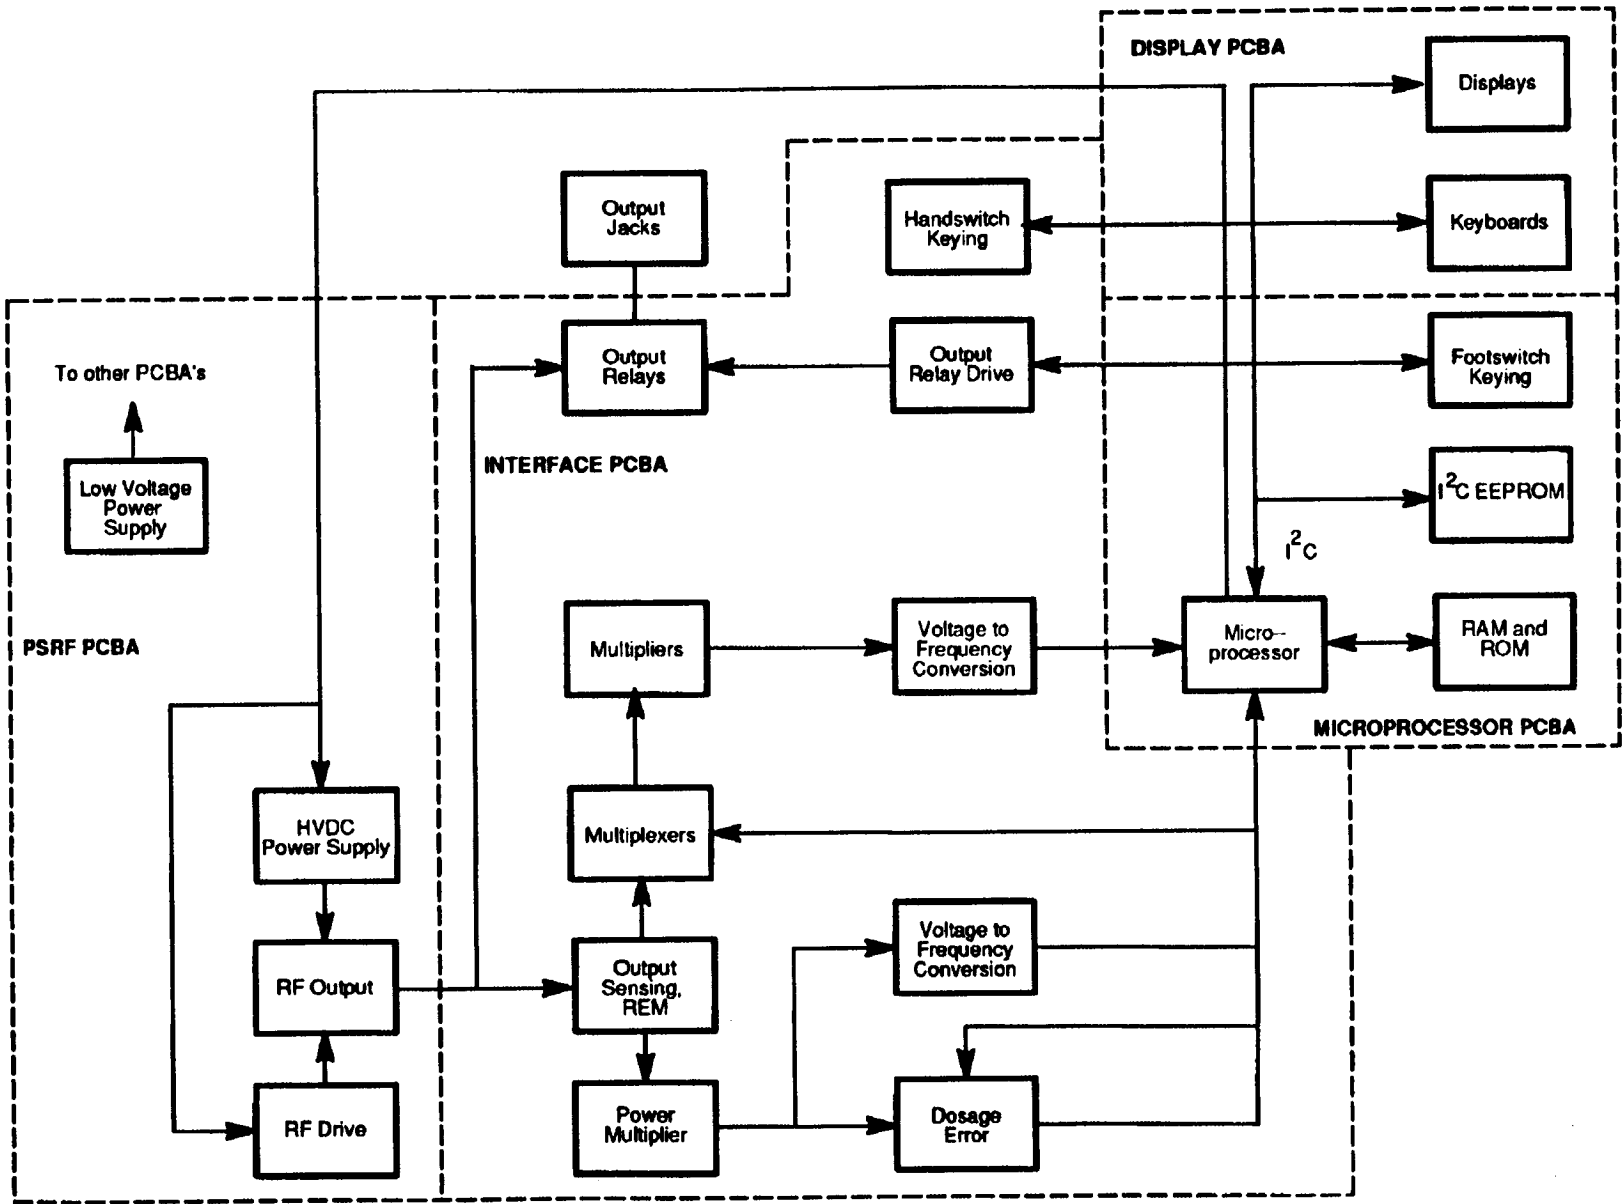 DISPLAY PCBA
Displays
Output
Jacks
Handswitch
Keying
Keyboards
To other PCBA's
Output
Relays
Output
Relay Drive
Footswitch
Keying
INTERFACE PCBA
Low Voltage
Power
Supply
I²C EEPROM
I²C
PSRF PCBA
Multipliers
Voltage to
Frequency
Conversion
Micro--
processor
RAM and
ROM
MICROPROCESSOR PCBA
HVDC
Power Supply
Multiplexers
Voltage to
Frequency
Conversion
RF Output
Output
Sensing,
REM
RF Drive
Power
Multiplier
Dosage
Error